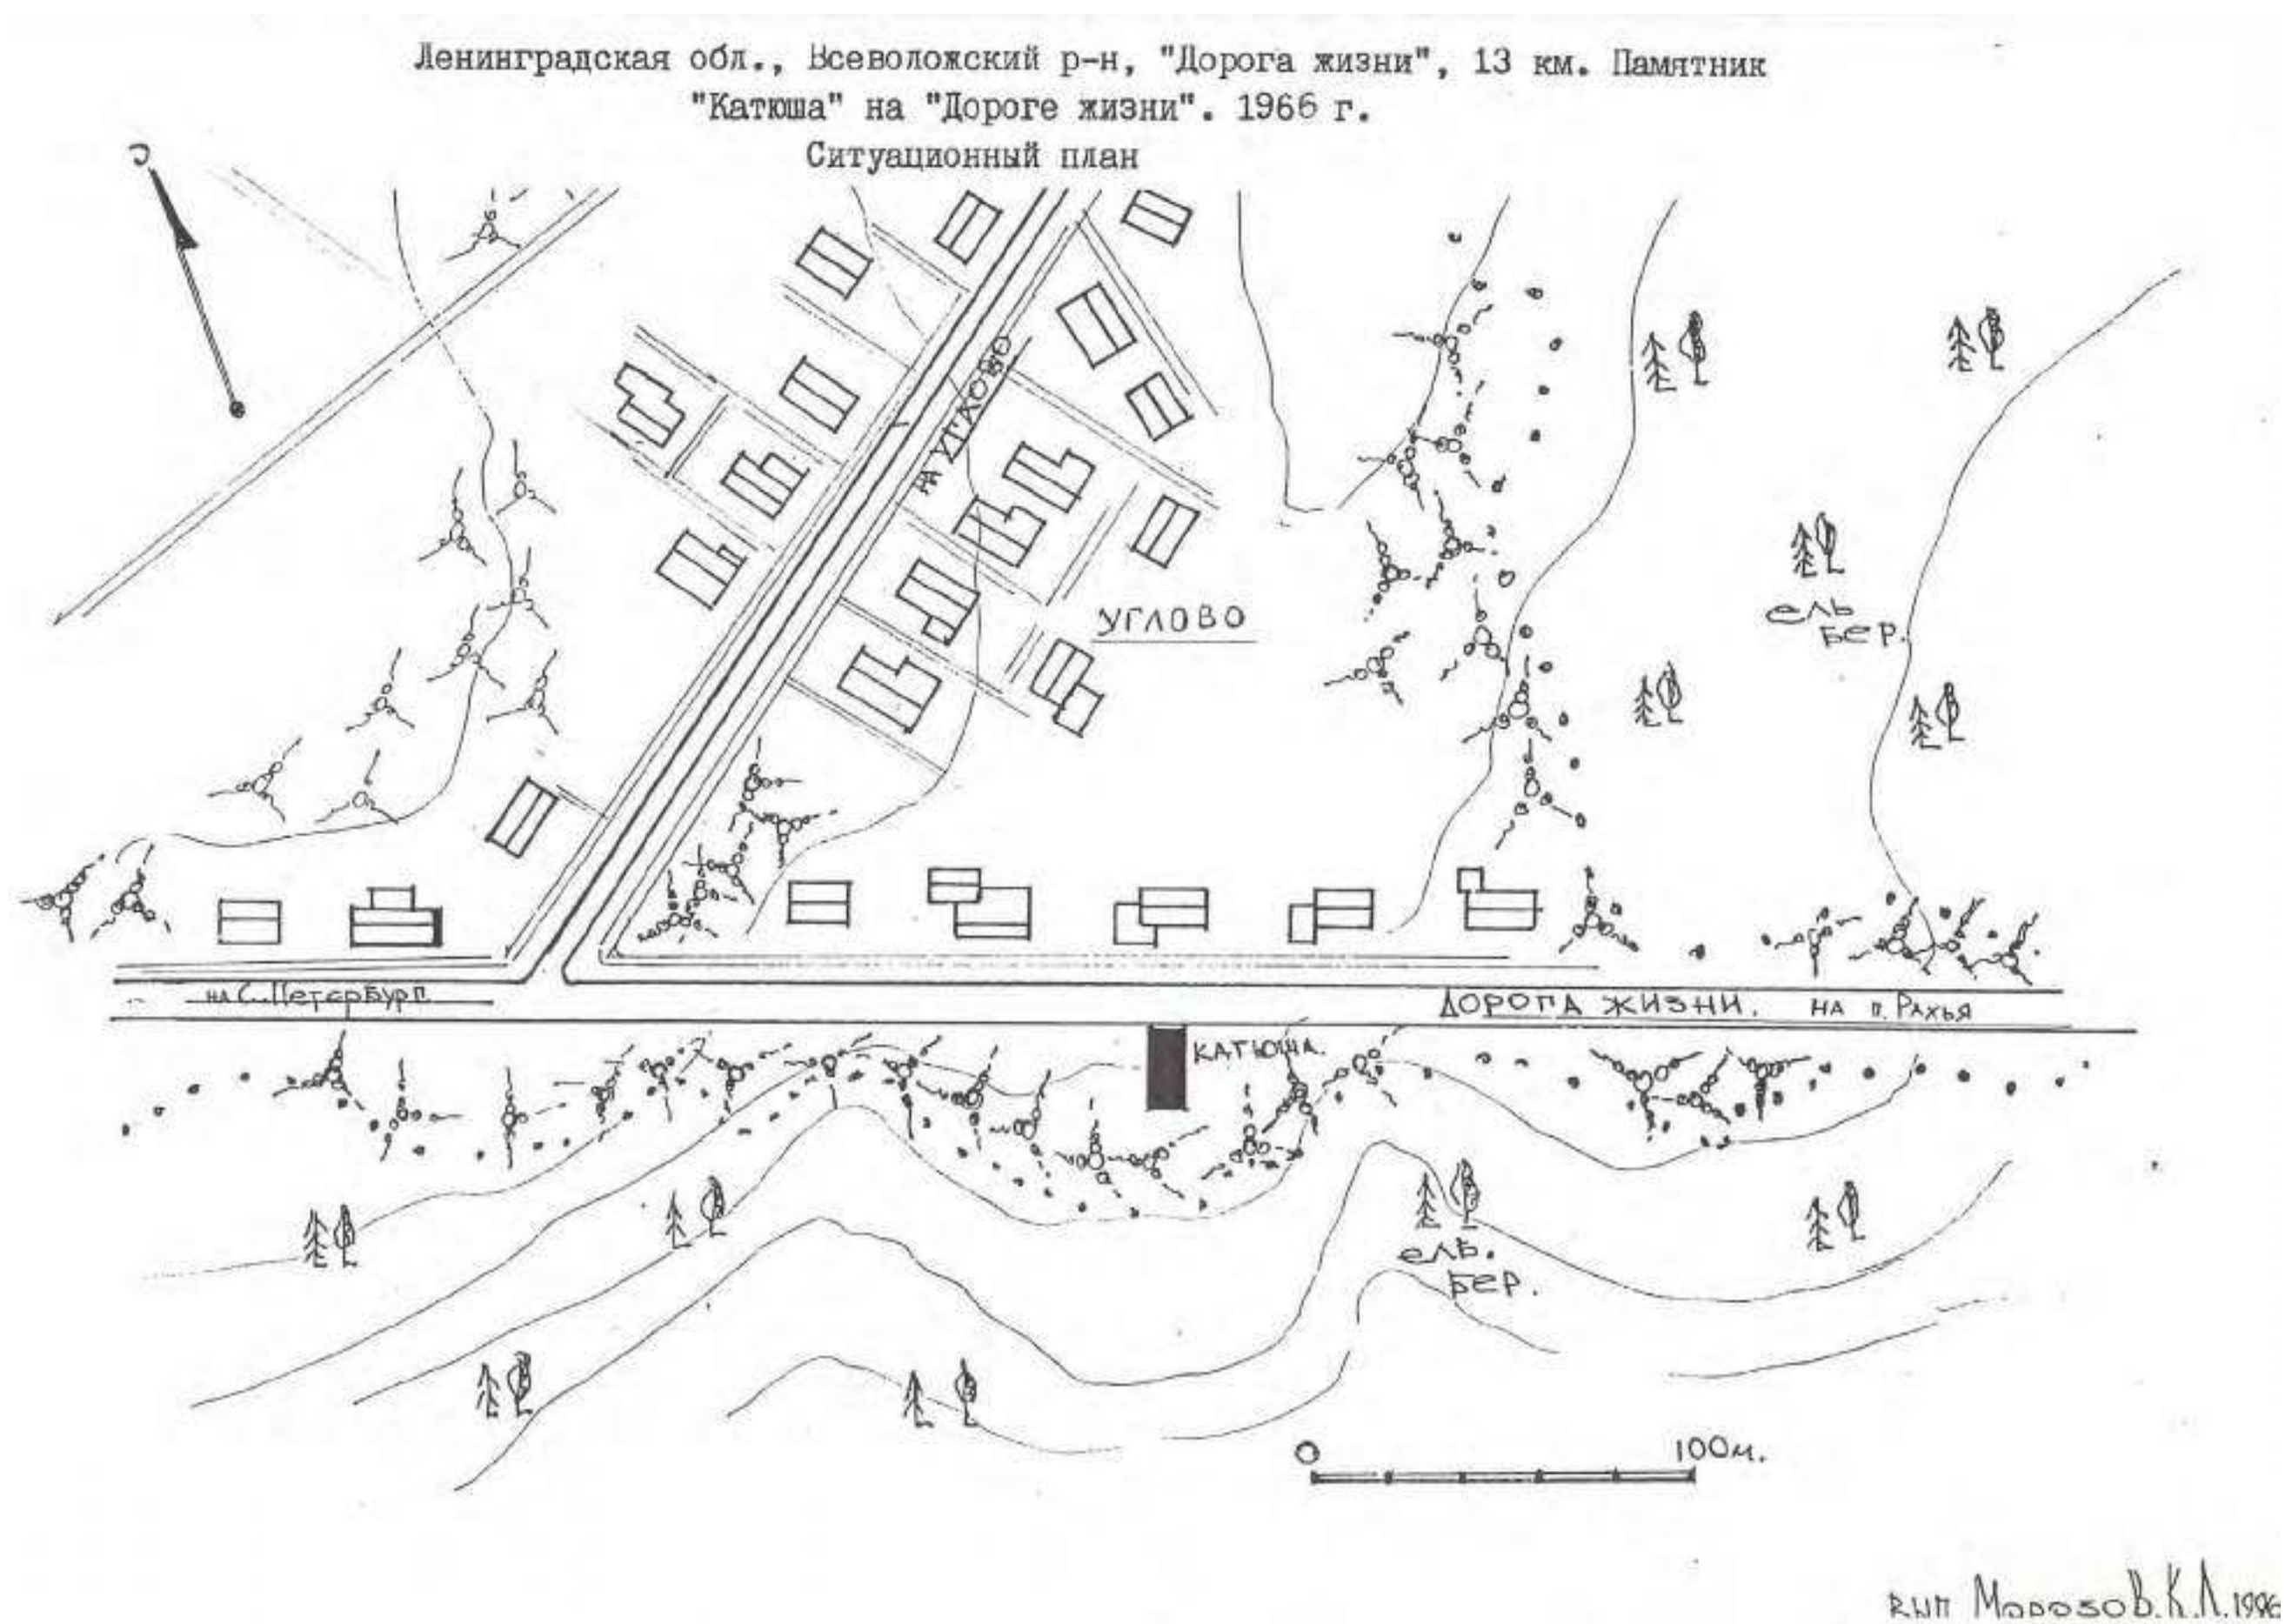 Ленинградская обл., Всеволожский р-н, "Дорога жизни", 13 км. Памятник
"Катюша" на "Дороге жизни". 1966 г.
Ситуационный план
С
НА УГЛОВО
УГЛОВО
ель
бер.
НА С.Петербург.
ДОРОГА ЖИЗНИ. НА п. РАХЬЯ
КАТЮША.
ель.
бер.
0 100м.
вып Морозов.К.Л. 1996